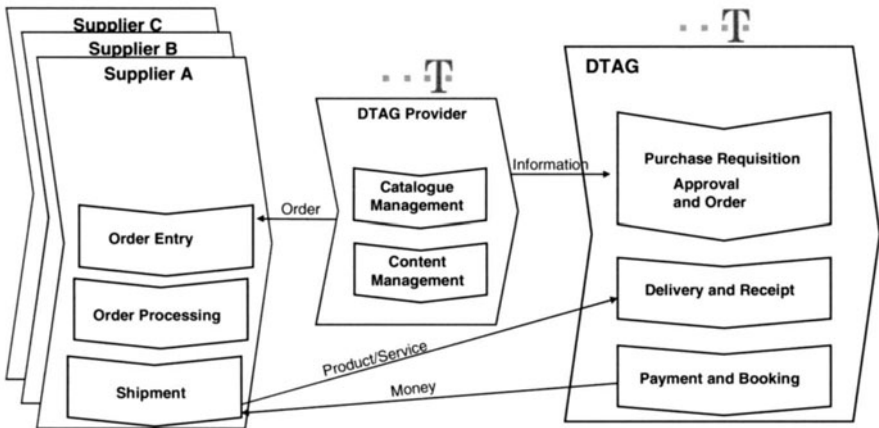 Supplier C
Supplier B
Supplier A
Order Entry
Order Processing
Shipment
Order
T
DTAG Provider
Catalogue
Management
Content
Management
Information
Product/Service
Money
T
DTAG
Purchase Requisition
Approval
and Order
Delivery and Receipt
Payment and Booking